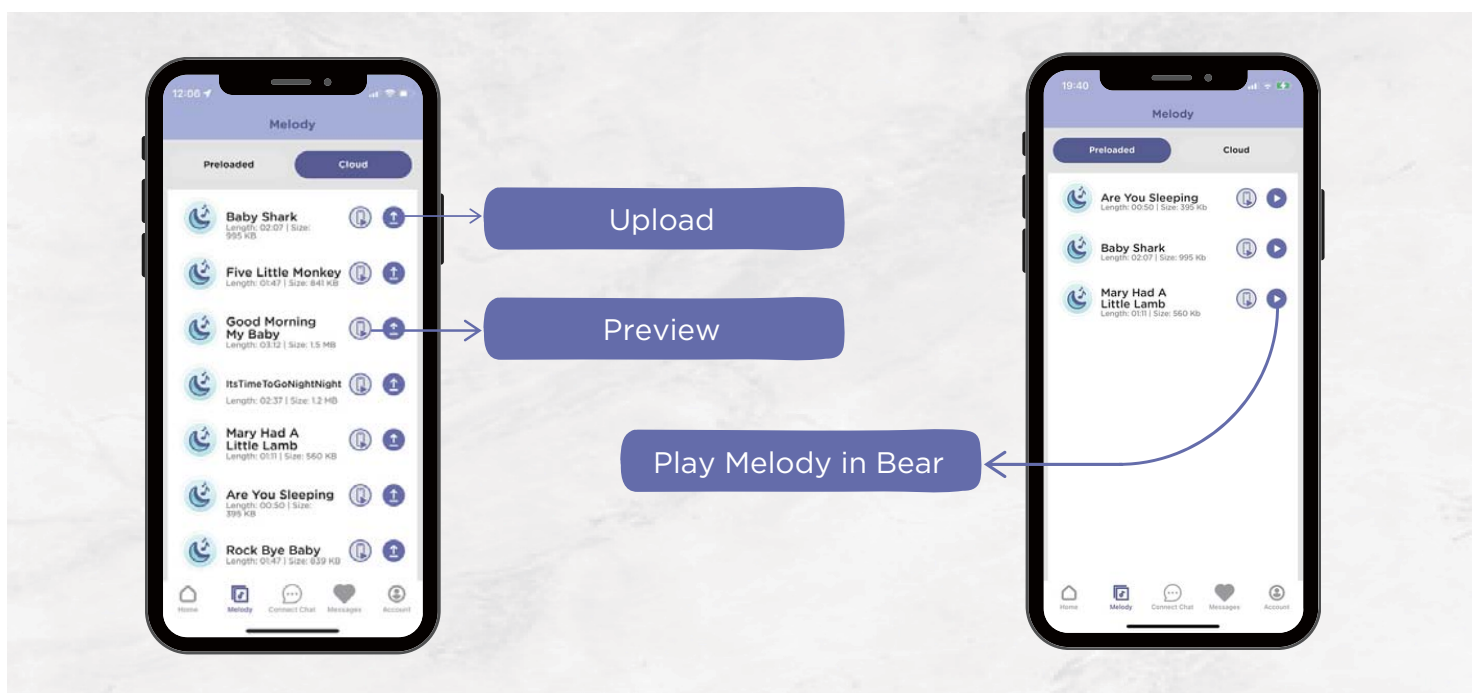 12:06
Melody
Preloaded
Cloud
Baby Shark
Length: 02:07 | Size:
995 KB
Five Little Monkey
Length: 01:47 | Size: 841 KB
Good Morning
My Baby
Length: 03:12 | Size: 1.5 MB
ItsTimeToGoNightNight
Length: 02:37 | Size: 1.2 MB
Mary Had A
Little Lamb
Length: 01:11 | Size: 560 KB
Are You Sleeping
Length: 00:50 | Size:
395 KB
Rock Bye Baby
Length: 01:47 | Size: 839 KB
Home
Melody
Connect Chat
Messages
Account
Upload
Preview
Play Melody in Bear
19:40
Melody
Preloaded
Cloud
Are You Sleeping
Length: 00:50 | Size: 395 Kb
Baby Shark
Length: 02:07 | Size: 995 Kb
Mary Had A
Little Lamb
Length: 01:11 | Size: 560 Kb
Home
Melody
Connect Chat
Messages
Account